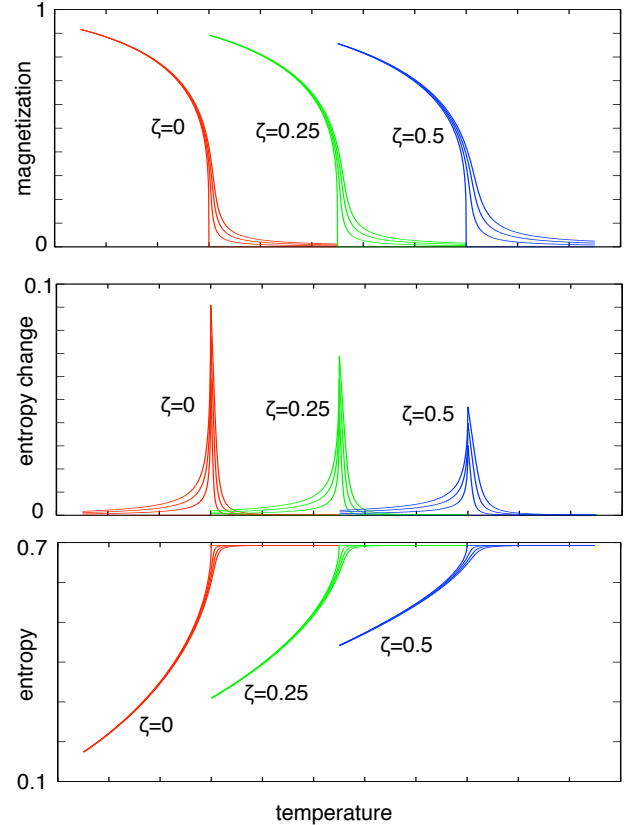 1
magnetization
ζ=0
ζ=0.25
ζ=0.5
0
0.1
entropy change
ζ=0
ζ=0.25
ζ=0.5
0
0.7
entropy
ζ=0
ζ=0.25
ζ=0.5
0.1
temperature